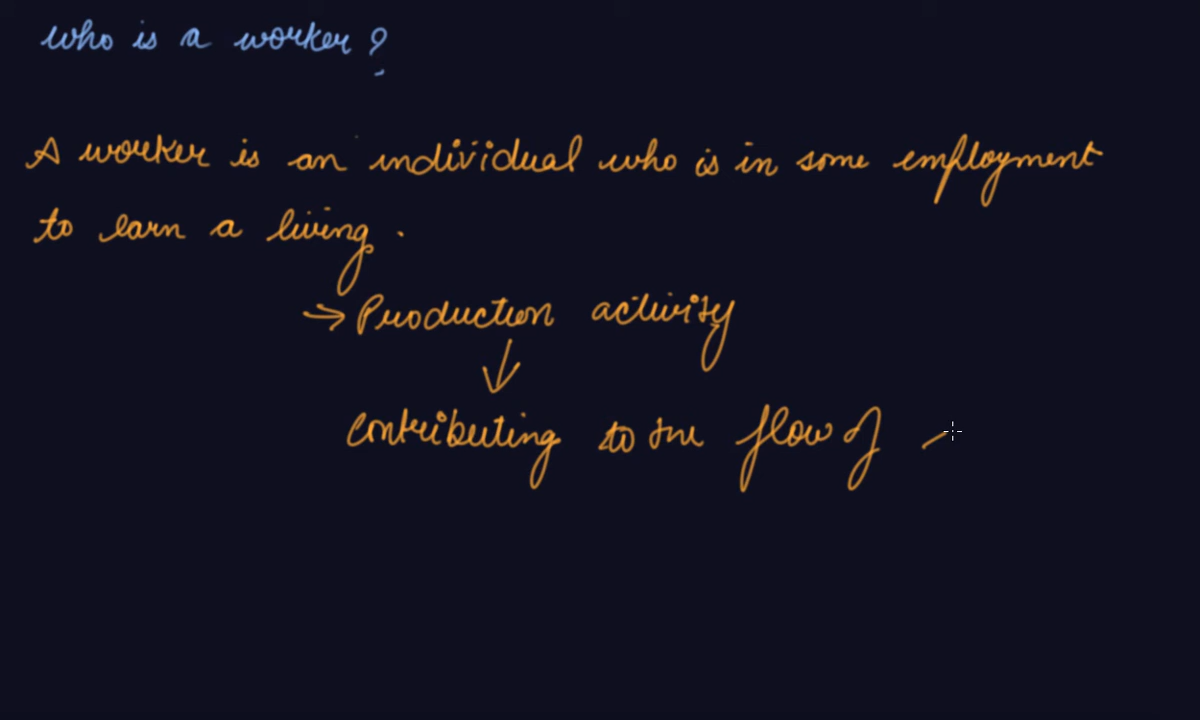 who is a worker ?
A worker is an individual who is in some employment
to earn a living .
→ Production activity
↓
Contributing to the flow of